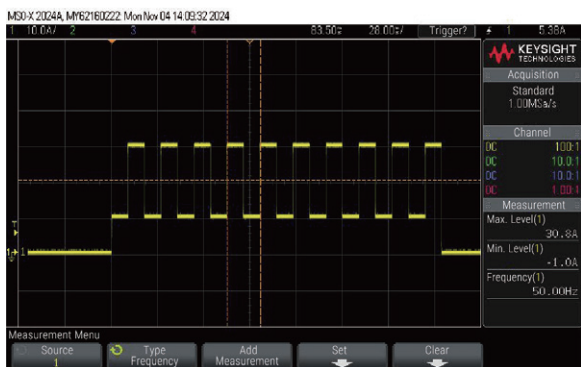 MSO-X 2024A, MY62160222: Mon Nov 04 14:09:32 2024
1 10.0A/ 2 3 4 83.50s 28.00s/ Trigger? 1 5.38A
KEYSIGHT
TECHNOLOGIES
Acquisition
Standard
1.00MSa/s
Channel
DC 100:1
DC 10.0:1
DC 10.0:1
DC 1.00:1
Measurement
Max. Level(1)
30.8A
Min. Level(1)
-1.0A
Frequency(1)
50.00Hz
T
1
1
Measurement Menu
Source
1
Type
Frequency
Add
Measurement
Set
Clear